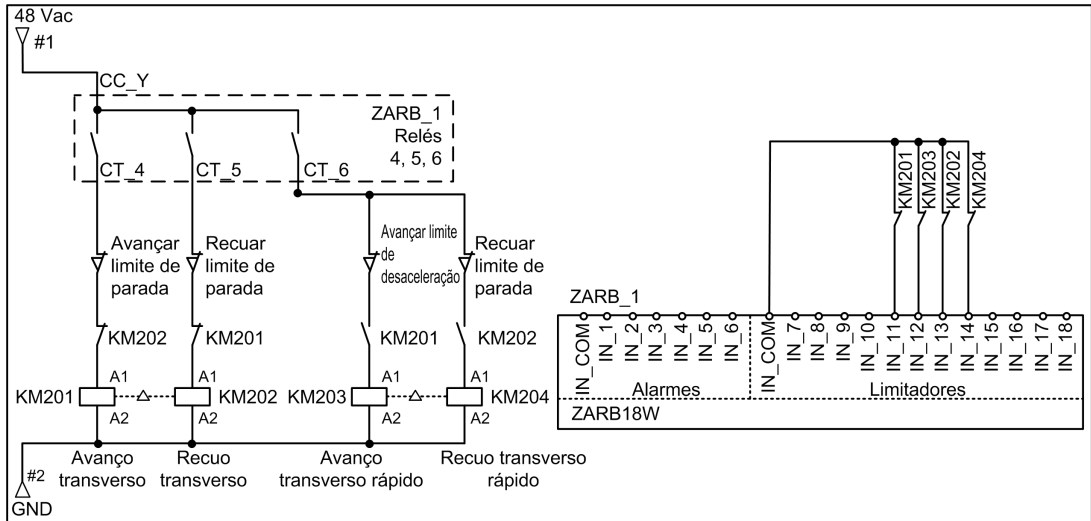 48 Vac
#1
CC_Y
ZARB_1
Relés
4, 5, 6
CT_4
CT_5
CT_6
Avançar
limite de
parada
Recuar
limite de
parada
Avançar limite
de
desaceleração
Recuar
limite de
parada
KM202
KM201
KM201
KM202
KM201
A1
A2
A1
A2
KM202
KM203
A1
A2
A1
A2
KM204
Avanço
transverso
Recuo
transverso
Avanço
transverso rápido
Recuo transverso
rápido
#2
GND
KM201
KM203
KM202
KM204
ZARB_1
IN_COM
IN_1
IN_2
IN_3
IN_4
IN_5
IN_6
IN_COM
IN_7
IN_8
IN_9
IN_10
IN_11
IN_12
IN_13
IN_14
IN_15
IN_16
IN_17
IN_18
Alarmes
Limitadores
ZARB18W